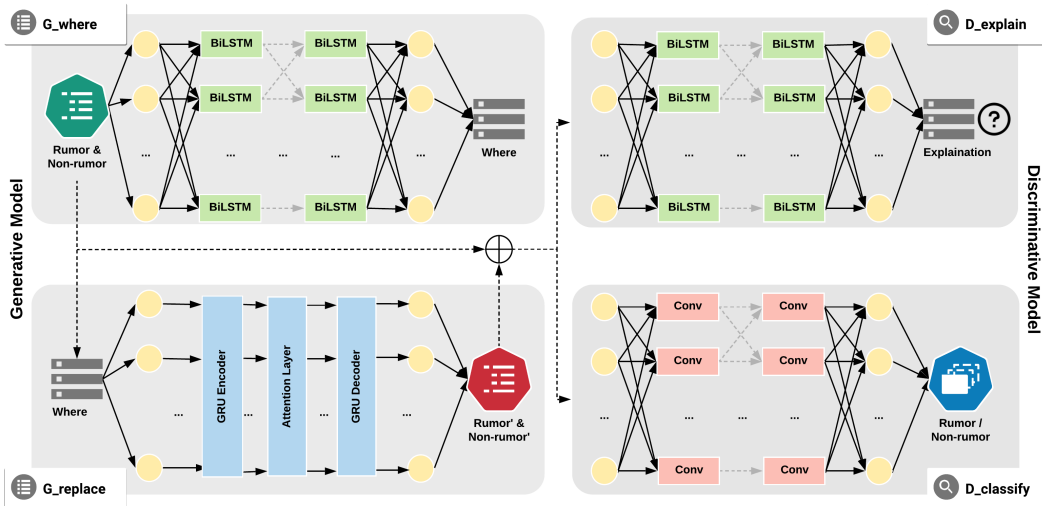 G_where
BiLSTM
BiLSTM
BiLSTM
BiLSTM
...
...
...
...
...
BiLSTM
BiLSTM
Rumor &
Non-rumor
Where
D_explain
BiLSTM
BiLSTM
BiLSTM
BiLSTM
...
...
...
...
...
BiLSTM
BiLSTM
?
Explaination
Generative Model
Discriminative Model
Where
...
GRU Encoder
...
Attention Layer
...
GRU Decoder
...
Rumor' &
Non-rumor'
G_replace
Conv
Conv
Conv
Conv
...
...
...
...
...
Conv
Conv
Rumor /
Non-rumor
D_classify